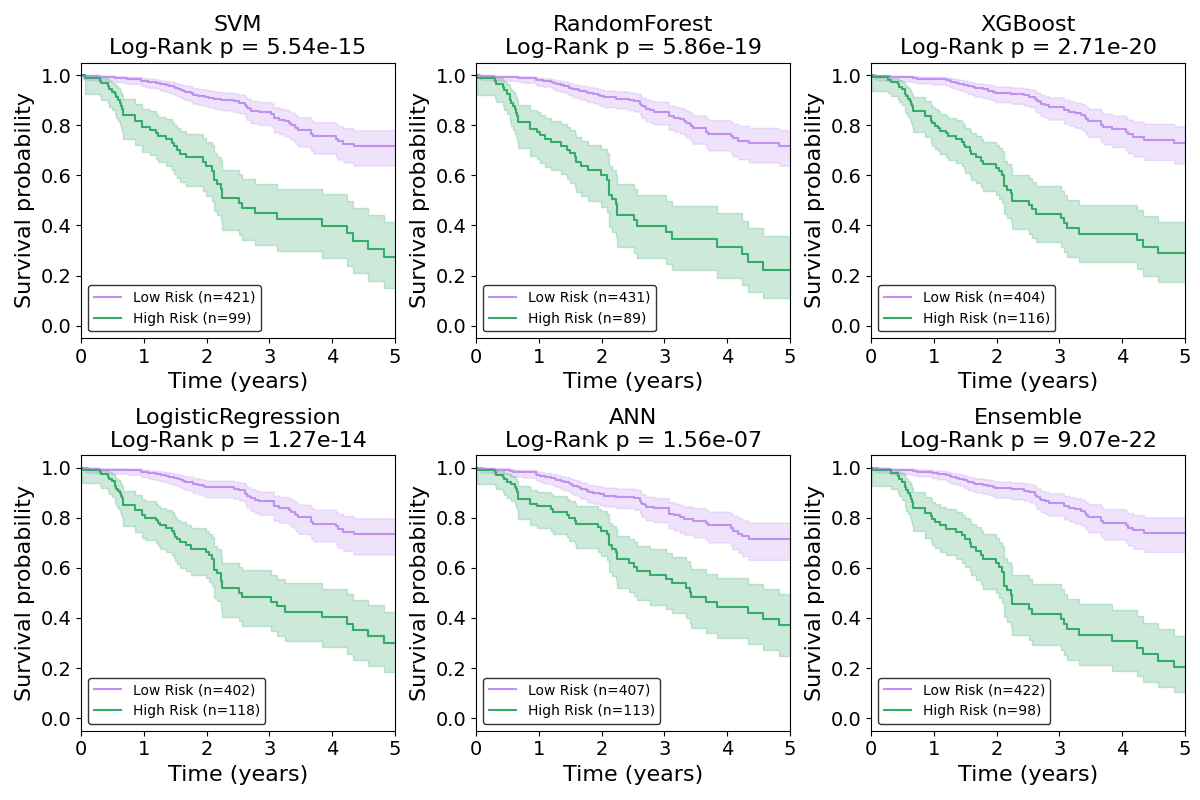 SVM
Log-Rank p = 5.54e-15
RandomForest
Log-Rank p = 5.86e-19
XGBoost
Log-Rank p = 2.71e-20
Survival probability
1.0
0.8
0.6
0.4
0.2
0.0
Low Risk (n=421)
High Risk (n=99)
0 1 2 3 4 5
Time (years)
Survival probability
1.0
0.8
0.6
0.4
0.2
0.0
Low Risk (n=431)
High Risk (n=89)
0 1 2 3 4 5
Time (years)
Survival probability
1.0
0.8
0.6
0.4
0.2
0.0
Low Risk (n=404)
High Risk (n=116)
0 1 2 3 4 5
Time (years)
LogisticRegression
Log-Rank p = 1.27e-14
ANN
Log-Rank p = 1.56e-07
Ensemble
Log-Rank p = 9.07e-22
Survival probability
1.0
0.8
0.6
0.4
0.2
0.0
Low Risk (n=402)
High Risk (n=118)
0 1 2 3 4 5
Time (years)
Survival probability
1.0
0.8
0.6
0.4
0.2
0.0
Low Risk (n=407)
High Risk (n=113)
0 1 2 3 4 5
Time (years)
Survival probability
1.0
0.8
0.6
0.4
0.2
0.0
Low Risk (n=422)
High Risk (n=98)
0 1 2 3 4 5
Time (years)